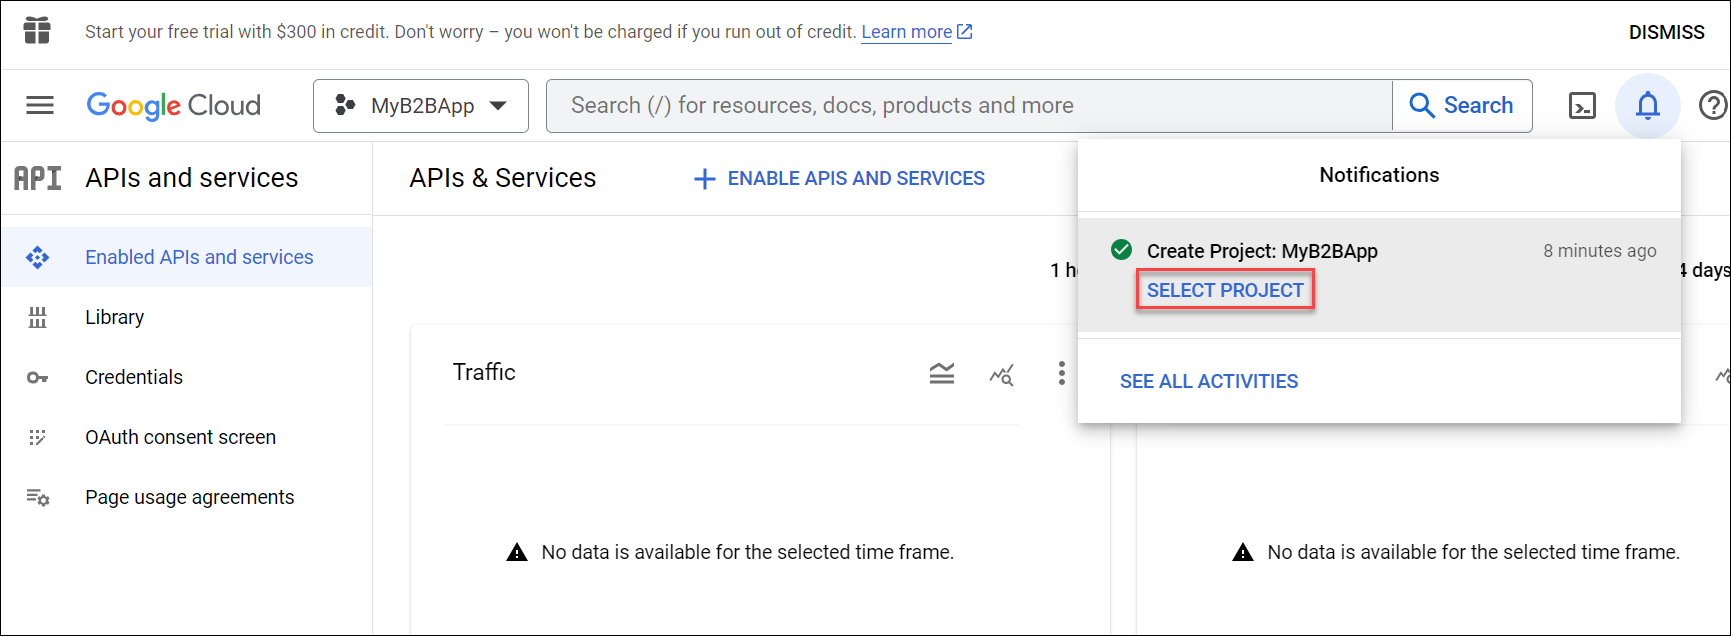 Start your free trial with $300 in credit. Don't worry – you won't be charged if you run out of credit. Learn more
DISMISS
Google Cloud
MyB2BApp
Search (/) for resources, docs, products and more
Search
API
APIs and services
APIs & Services
ENABLE APIS AND SERVICES
Notifications
Enabled APIs and services
Library
Credentials
OAuth consent screen
Page usage agreements
Create Project: MyB2BApp
8 minutes ago
SELECT PROJECT
SEE ALL ACTIVITIES
1 h
4 days
Traffic
No data is available for the selected time frame.
No data is available for the selected time frame.